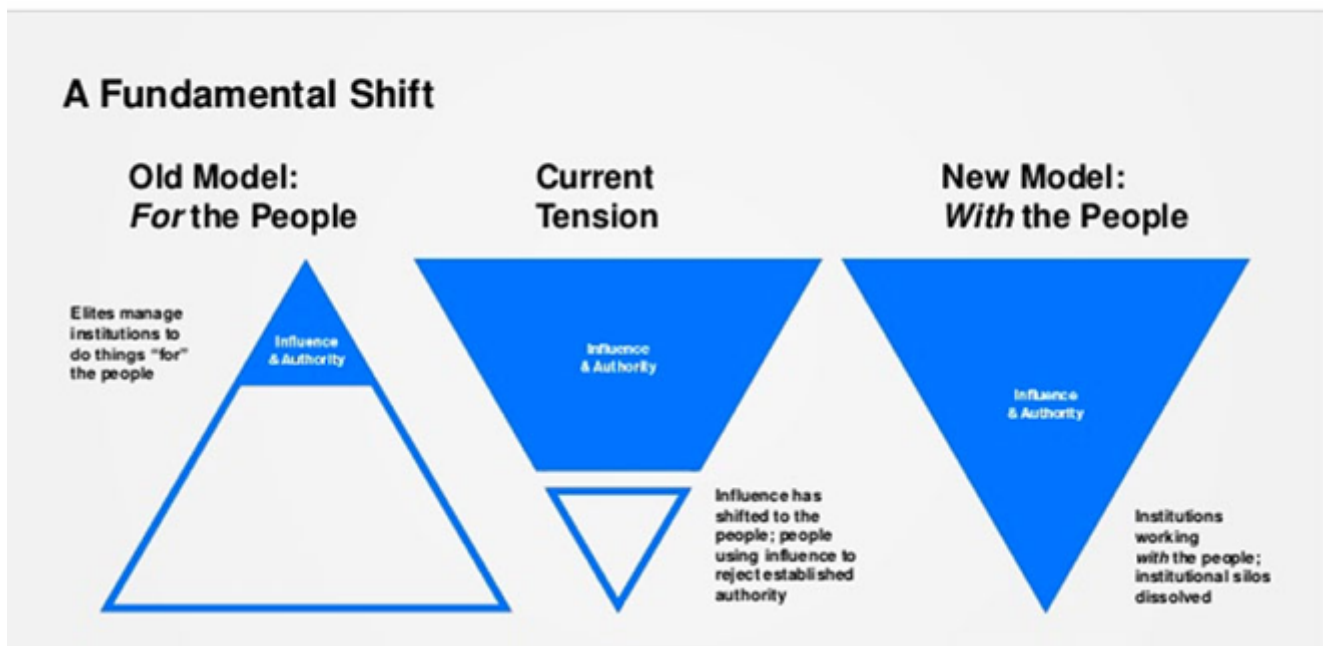 A Fundamental Shift
Old Model:
For the People
Elites manage
institutions to
do things “for”
the people
Influence
& Authority
Current
Tension
Influence
& Authority
Influence has
shifted to the
people; people
using influence to
reject established
authority
New Model:
With the People
Influence
& Authority
Institutions
working
with the people;
institutional silos
dissolved